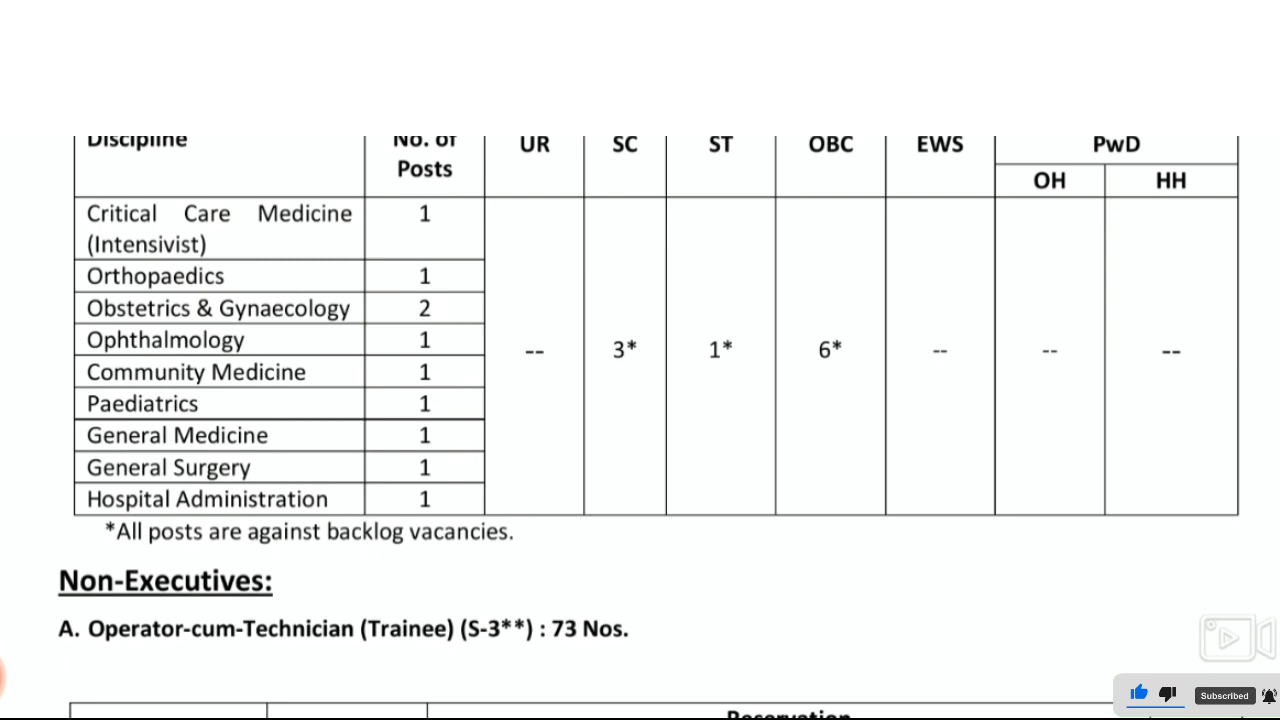 Discipline No. of UR SC ST OBC EWS PwD
Posts
OH HH
Critical Care Medicine 1
(Intensivist)
Orthopaedics 1
Obstetrics & Gynaecology 2
Ophthalmology 1
-- 3* 1* 6* -- -- --
Community Medicine 1
Paediatrics 1
General Medicine 1
General Surgery 1
Hospital Administration 1
*All posts are against backlog vacancies.
Non-Executives:
A. Operator-cum-Technician (Trainee) (S-3**) : 73 Nos.
Subscribed
Reservation